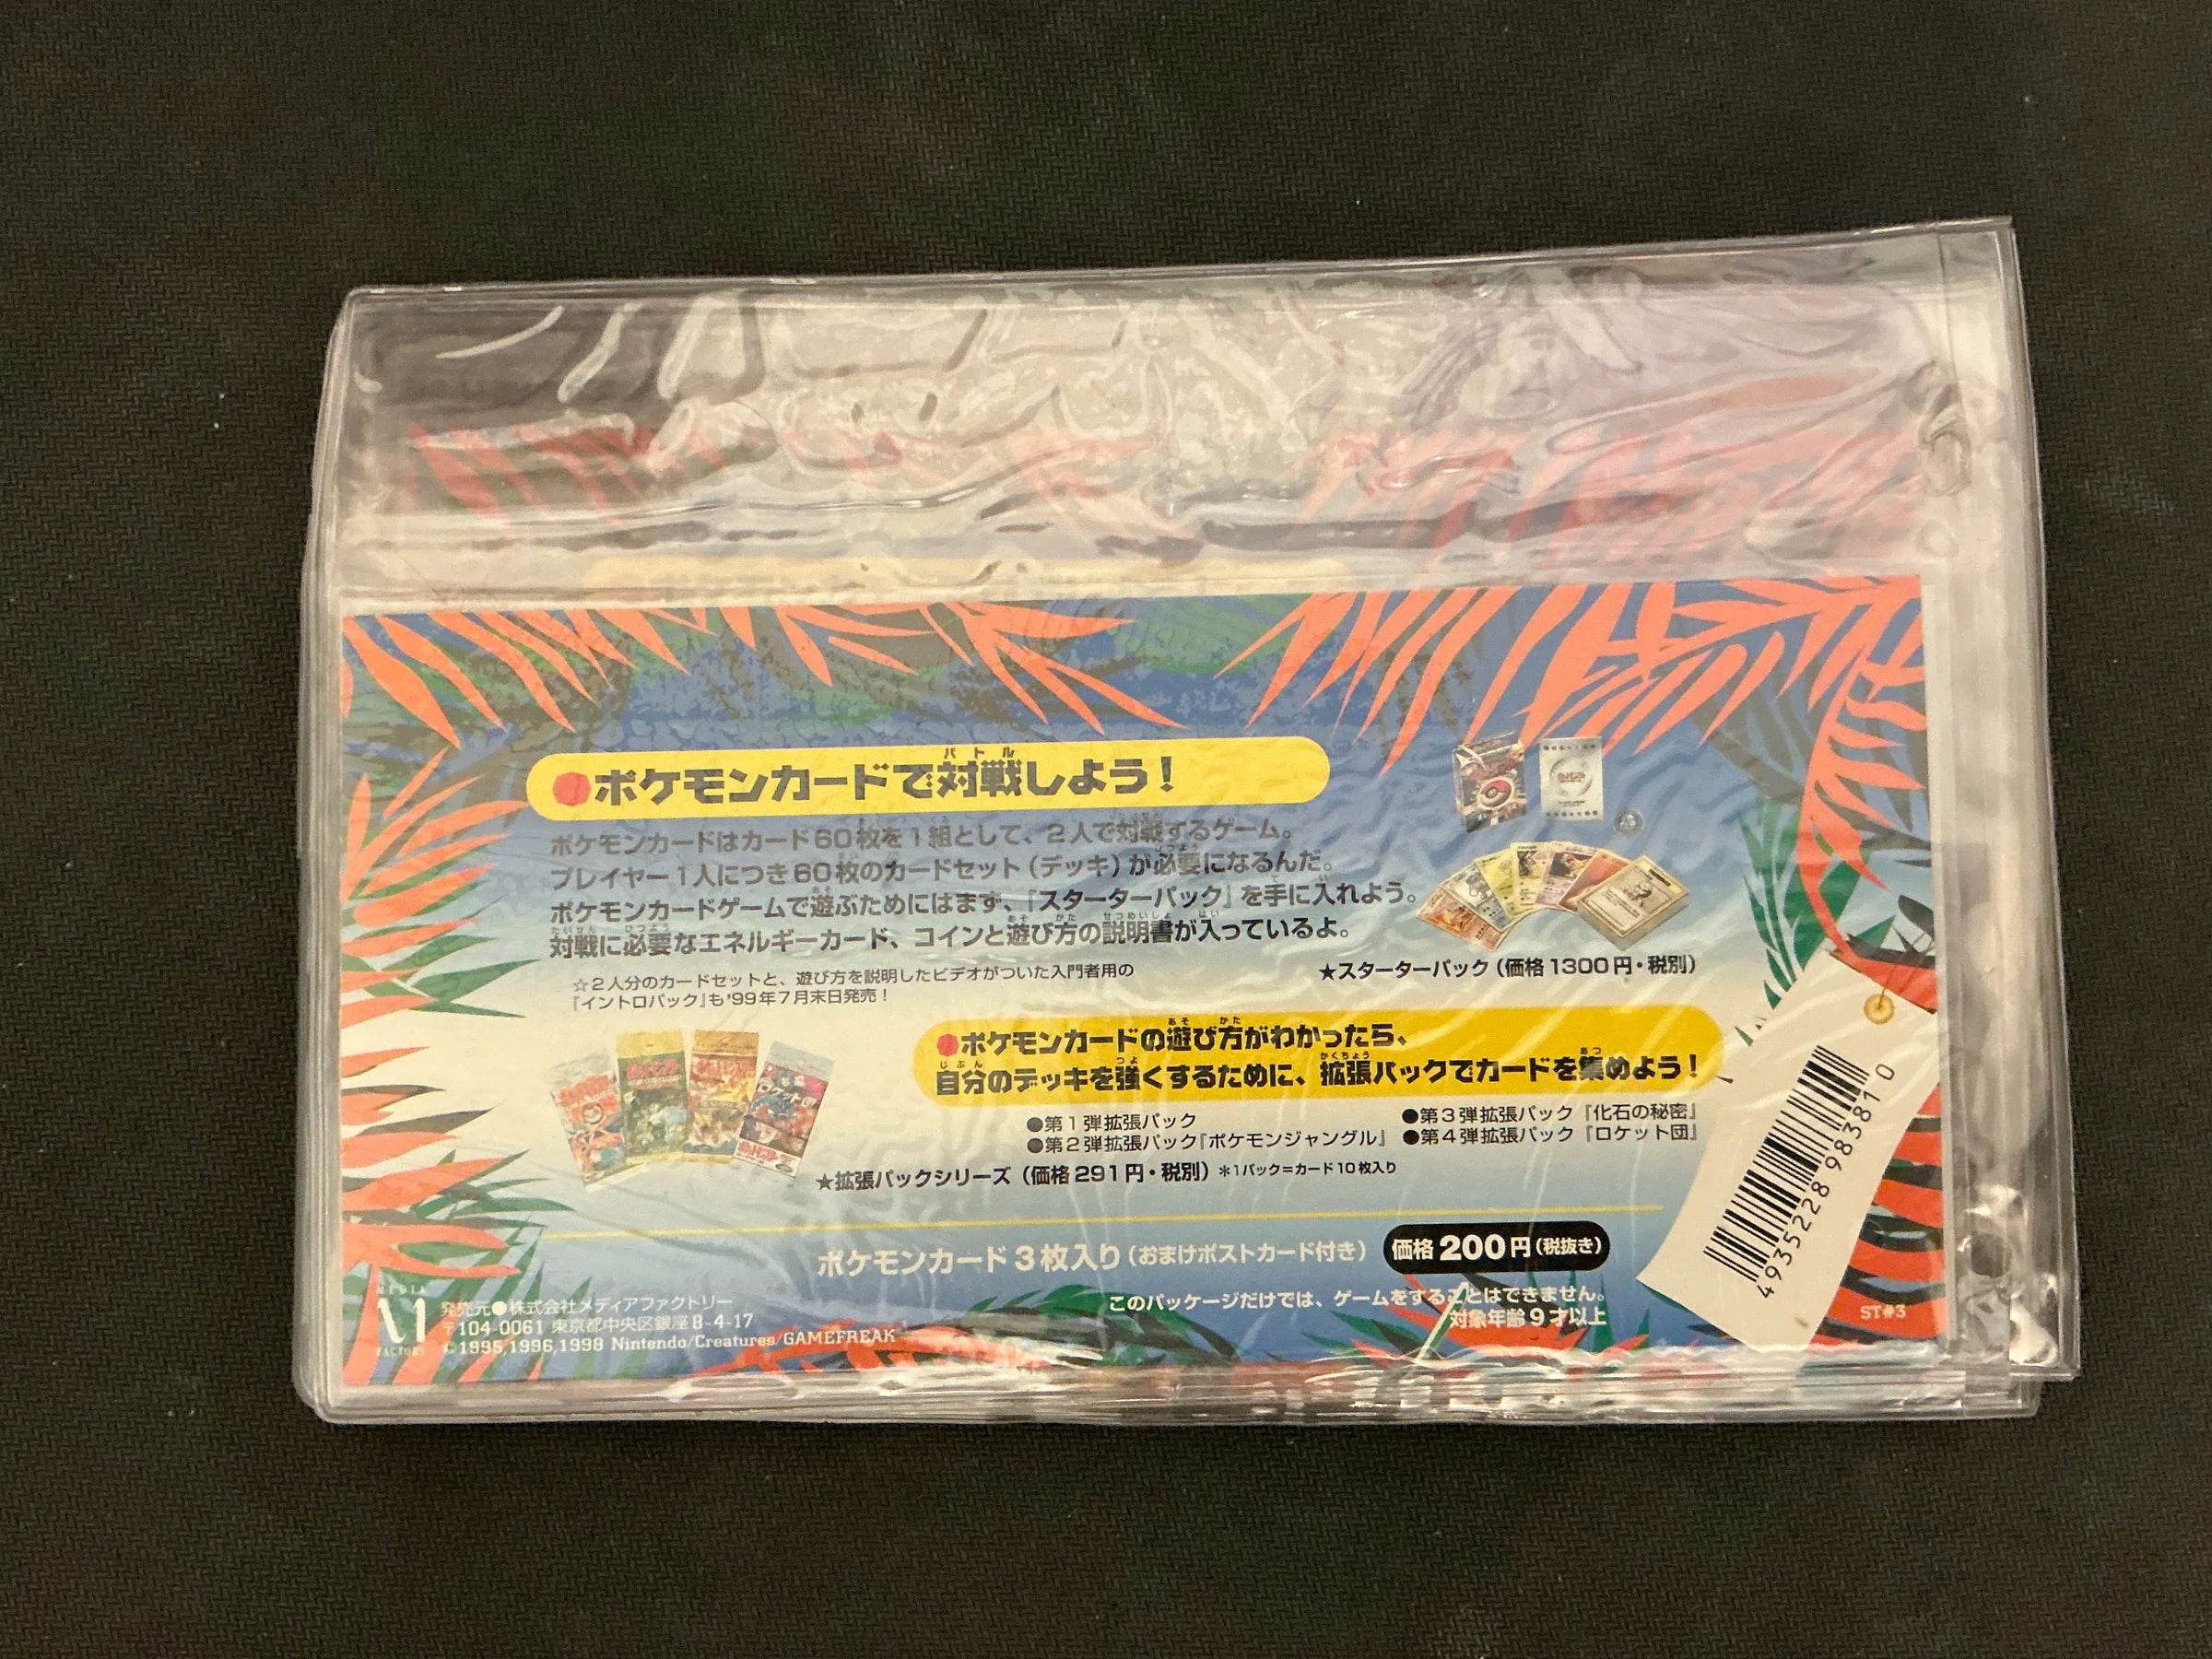 ポケモンカードで対戦しよう!
バトル
ポケモンカードはカード60枚を1組として、2人で対戦するゲーム。
プレイヤー1人につき60枚のカードセット(デッキ)が必要になるんだ。
ポケモンカードゲームで遊ぶためにはまず、『スターターパック』を手に入れよう。
対戦に必要なエネルギーカード、コインと遊び方の説明書が入っているよ。
☆2人分のカードセットと、遊び方を説明したビデオがついた入門者用の
『イントロパック』も'99年7月末日発売!
★スターターパック(価格1300円・税別)
●ポケモンカードの遊び方がわかったら、
自分のデッキを強くするために、拡張パックでカードを集めよう!
●第1弾拡張パック
●第2弾拡張パック『ポケモンジャングル』
●第3弾拡張パック『化石の秘密』
●第4弾拡張パック『ロケット団』
★拡張パックシリーズ(価格291円・税別)*1パック=カード10枚入り
ポケモンカード3枚入り(おまけポストカード付き) 価格200円(税抜き)
このパッケージだけでは、ゲームをすることはできません。
対象年齢9才以上
MEDIA
FACTORY
発売元●株式会社メディアファクトリー
〒104-0061 東京都中央区銀座8-4-17
©1995,1996,1998 Nintendo/Creatures/GAMEFREAK
4935228983810
ST#3